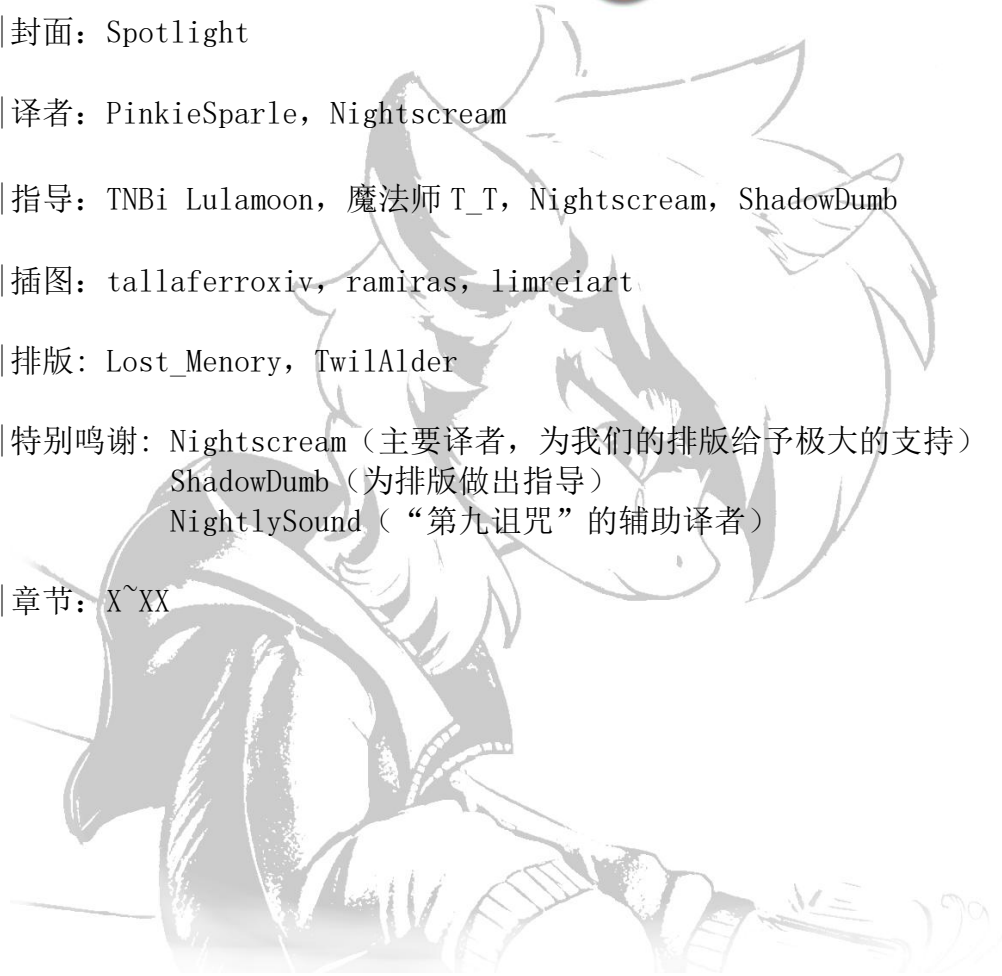 |封面：Spotlight
|译者：PinkieSparle，Nightscream
|指导：TNBi Lulamoon，魔法师 T_T，Nightscream，ShadowDumb
|插图：tallaferroxiv，ramiras，limreiart
|排版：Lost_Menory，TwilAlder
|特别鸣谢：Nightscream（主要译者，为我们的排版给予极大的支持）
ShadowDumb（为排版做出指导）
NightlySound（“第九诅咒”的辅助译者）
|章节：X~XX